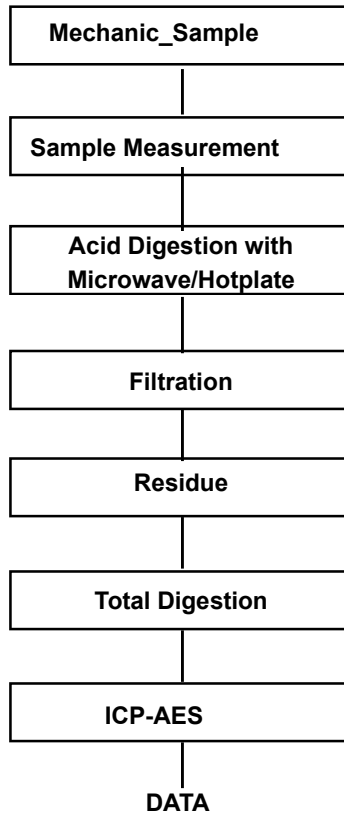 Mechanic_Sample
Sample Measurement
Acid Digestion with
Microwave/Hotplate
Filtration
Residue
Total Digestion
ICP-AES
DATA